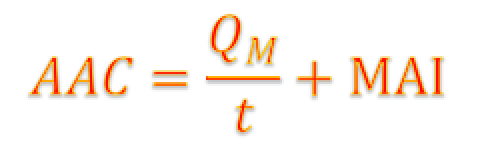 AAC = Q_M / t + MAI